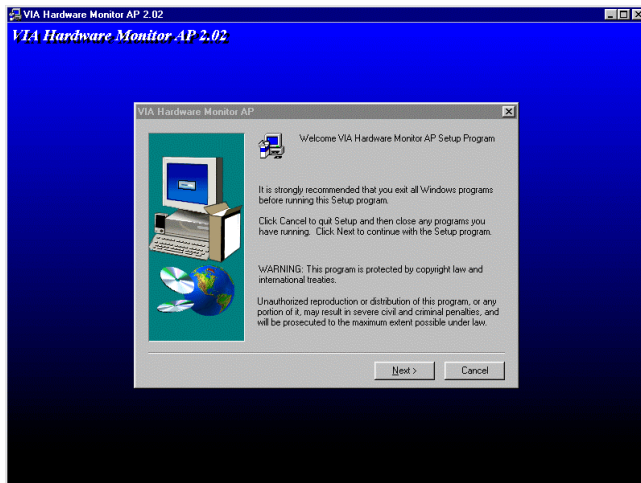 VIA Hardware Monitor AP 2.02
VIA Hardware Monitor AP 2.02
VIA Hardware Monitor AP
Welcome VIA Hardware Monitor AP Setup Program
It is strongly recommended that you exit all Windows programs
before running this Setup program.
Click Cancel to quit Setup and then close any programs you
have running. Click Next to continue with the Setup program.
WARNING: This program is protected by copyright law and
international treaties.
Unauthorized reproduction or distribution of this program, or any
portion of it, may result in severe civil and criminal penalties, and
will be prosecuted to the maximum extent possible under law.
Next >
Cancel